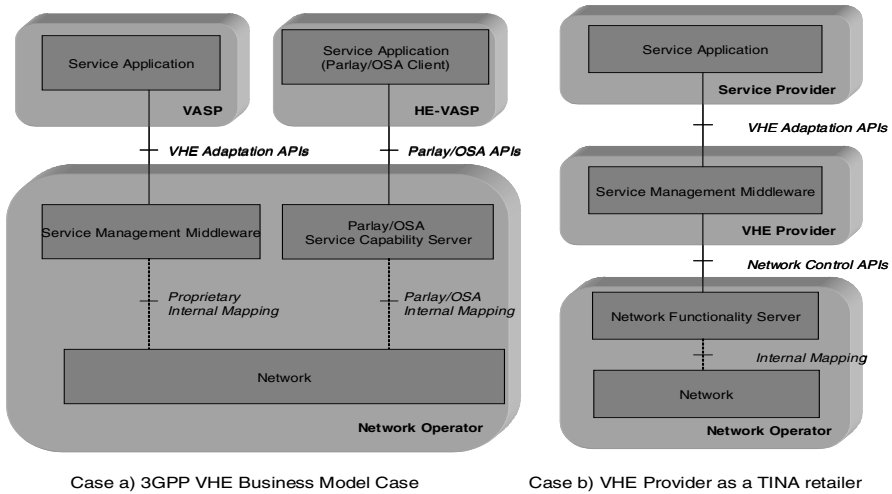 Service Application
VASP
Service Application
(Parlay/OSA Client)
HE-VASP
VHE Adaptation APIs
Parlay/OSA APIs
Service Management Middleware
Parlay/OSA
Service Capability Server
Proprietary
Internal Mapping
Parlay/OSA
Internal Mapping
Network
Network Operator
Case a) 3GPP VHE Business Model Case
Service Application
Service Provider
VHE Adaptation APIs
Service Management Middleware
VHE Provider
Network Control APIs
Network Functionality Server
Internal Mapping
Network
Network Operator
Case b) VHE Provider as a TINA retailer